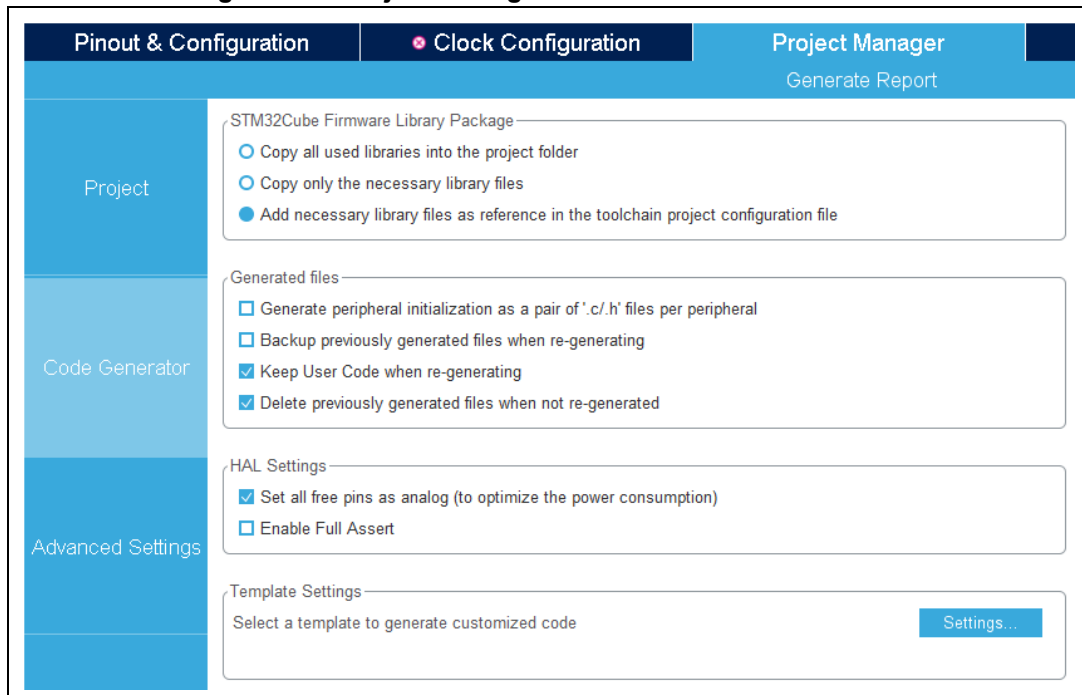 Pinout & Configuration
Clock Configuration
Project Manager
Generate Report
Project
STM32Cube Firmware Library Package
Copy all used libraries into the project folder
Copy only the necessary library files
Add necessary library files as reference in the toolchain project configuration file
Code Generator
Generated files
Generate peripheral initialization as a pair of '.c/.h' files per peripheral
Backup previously generated files when re-generating
Keep User Code when re-generating
Delete previously generated files when not re-generated
Advanced Settings
HAL Settings
Set all free pins as analog (to optimize the power consumption)
Enable Full Assert
Template Settings
Select a template to generate customized code
Settings...